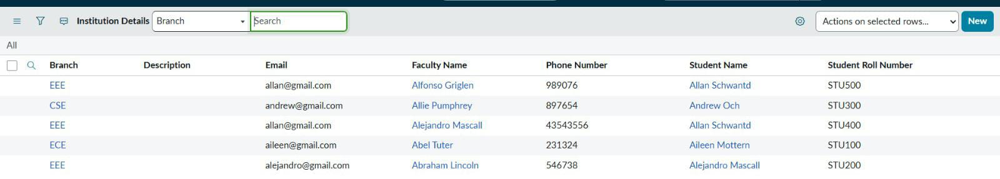 Institution Details Branch Search Actions on selected rows... New
All
Branch Description Email Faculty Name Phone Number Student Name Student Roll Number
EEE allan@gmail.com Alfonso Griglen 989076 Allan Schwantd STU500
CSE andrew@gmail.com Allie Pumphrey 897654 Andrew Och STU300
EEE allan@gmail.com Alejandro Mascall 43543556 Allan Schwantd STU400
ECE aileen@gmail.com Abel Tuter 231324 Aileen Mottern STU100
EEE alejandro@gmail.com Abraham Lincoln 546738 Alejandro Mascall STU200